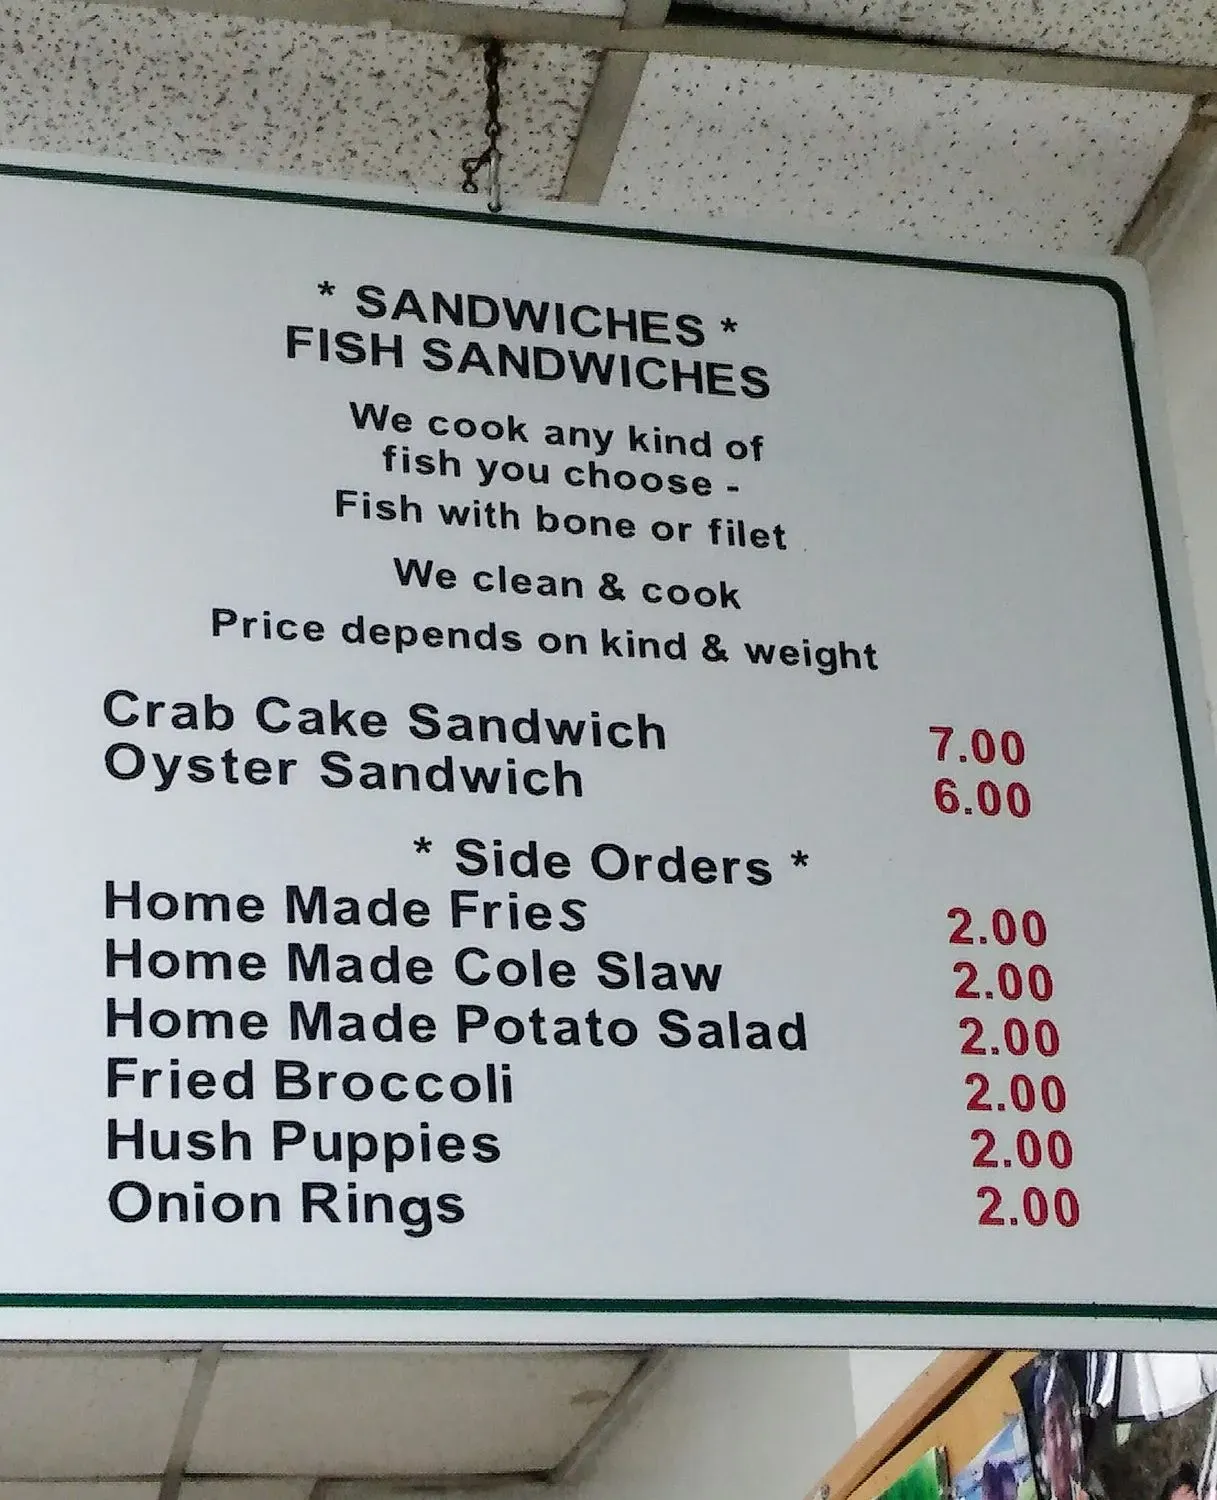 * SANDWICHES *
FISH SANDWICHES
We cook any kind of
fish you choose -
Fish with bone or filet
We clean & cook
Price depends on kind & weight
Crab Cake Sandwich 7.00
Oyster Sandwich 6.00
* Side Orders *
Home Made Fries 2.00
Home Made Cole Slaw 2.00
Home Made Potato Salad 2.00
Fried Broccoli 2.00
Hush Puppies 2.00
Onion Rings 2.00